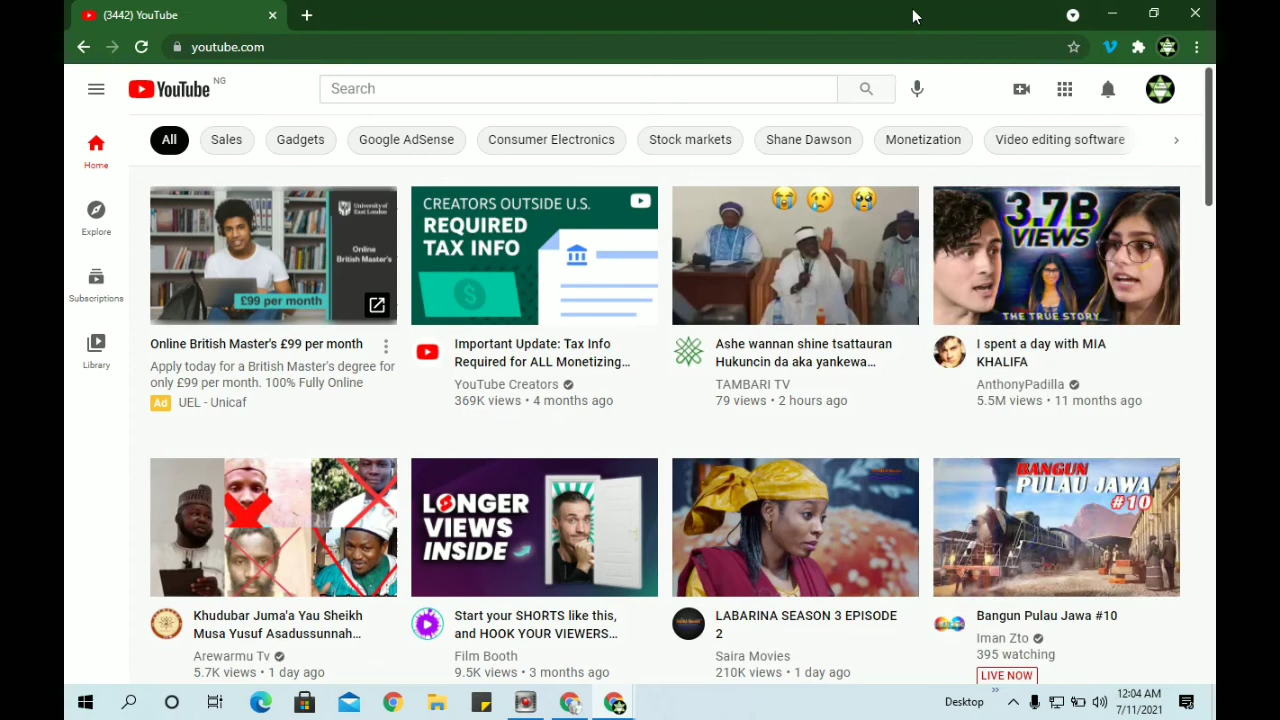 (3442) YouTube
youtube.com
YouTube NG
Search
All
Sales
Gadgets
Google AdSense
Consumer Electronics
Stock markets
Shane Dawson
Monetization
Video editing software
Home
Explore
Subscriptions
Library
University of
East London
Online
British Master's
£99 per month
Online British Master's £99 per month
Apply today for a British Master's degree for
only £99 per month. 100% Fully Online
Ad UEL - Unicaf
CREATORS OUTSIDE U.S.
REQUIRED
TAX INFO
Important Update: Tax Info
Required for ALL Monetizing...
YouTube Creators
369K views • 4 months ago
Ashe wannan shine tsattauran
Hukuncin da aka yankewa...
TAMBARI TV
79 views • 2 hours ago
3.7B
VIEWS
THE TRUE STORY
I spent a day with MIA
KHALIFA
AnthonyPadilla
5.5M views • 11 months ago
Khudubar Juma'a Yau Sheikh
Musa Yusuf Asadussunnah...
Arewarmu Tv
5.7K views • 1 day ago
LONGER
VIEWS
INSIDE
Start your SHORTS like this,
and HOOK YOUR VIEWERS...
Film Booth
9.5K views • 3 months ago
LABARINA SEASON 3 EPISODE
2
Saira Movies
210K views • 1 day ago
BANGUN
PULAU JAWA
#10
Bangun Pulau Jawa #10
Iman Zto
395 watching
LIVE NOW
Desktop
12:04 AM
7/11/2021